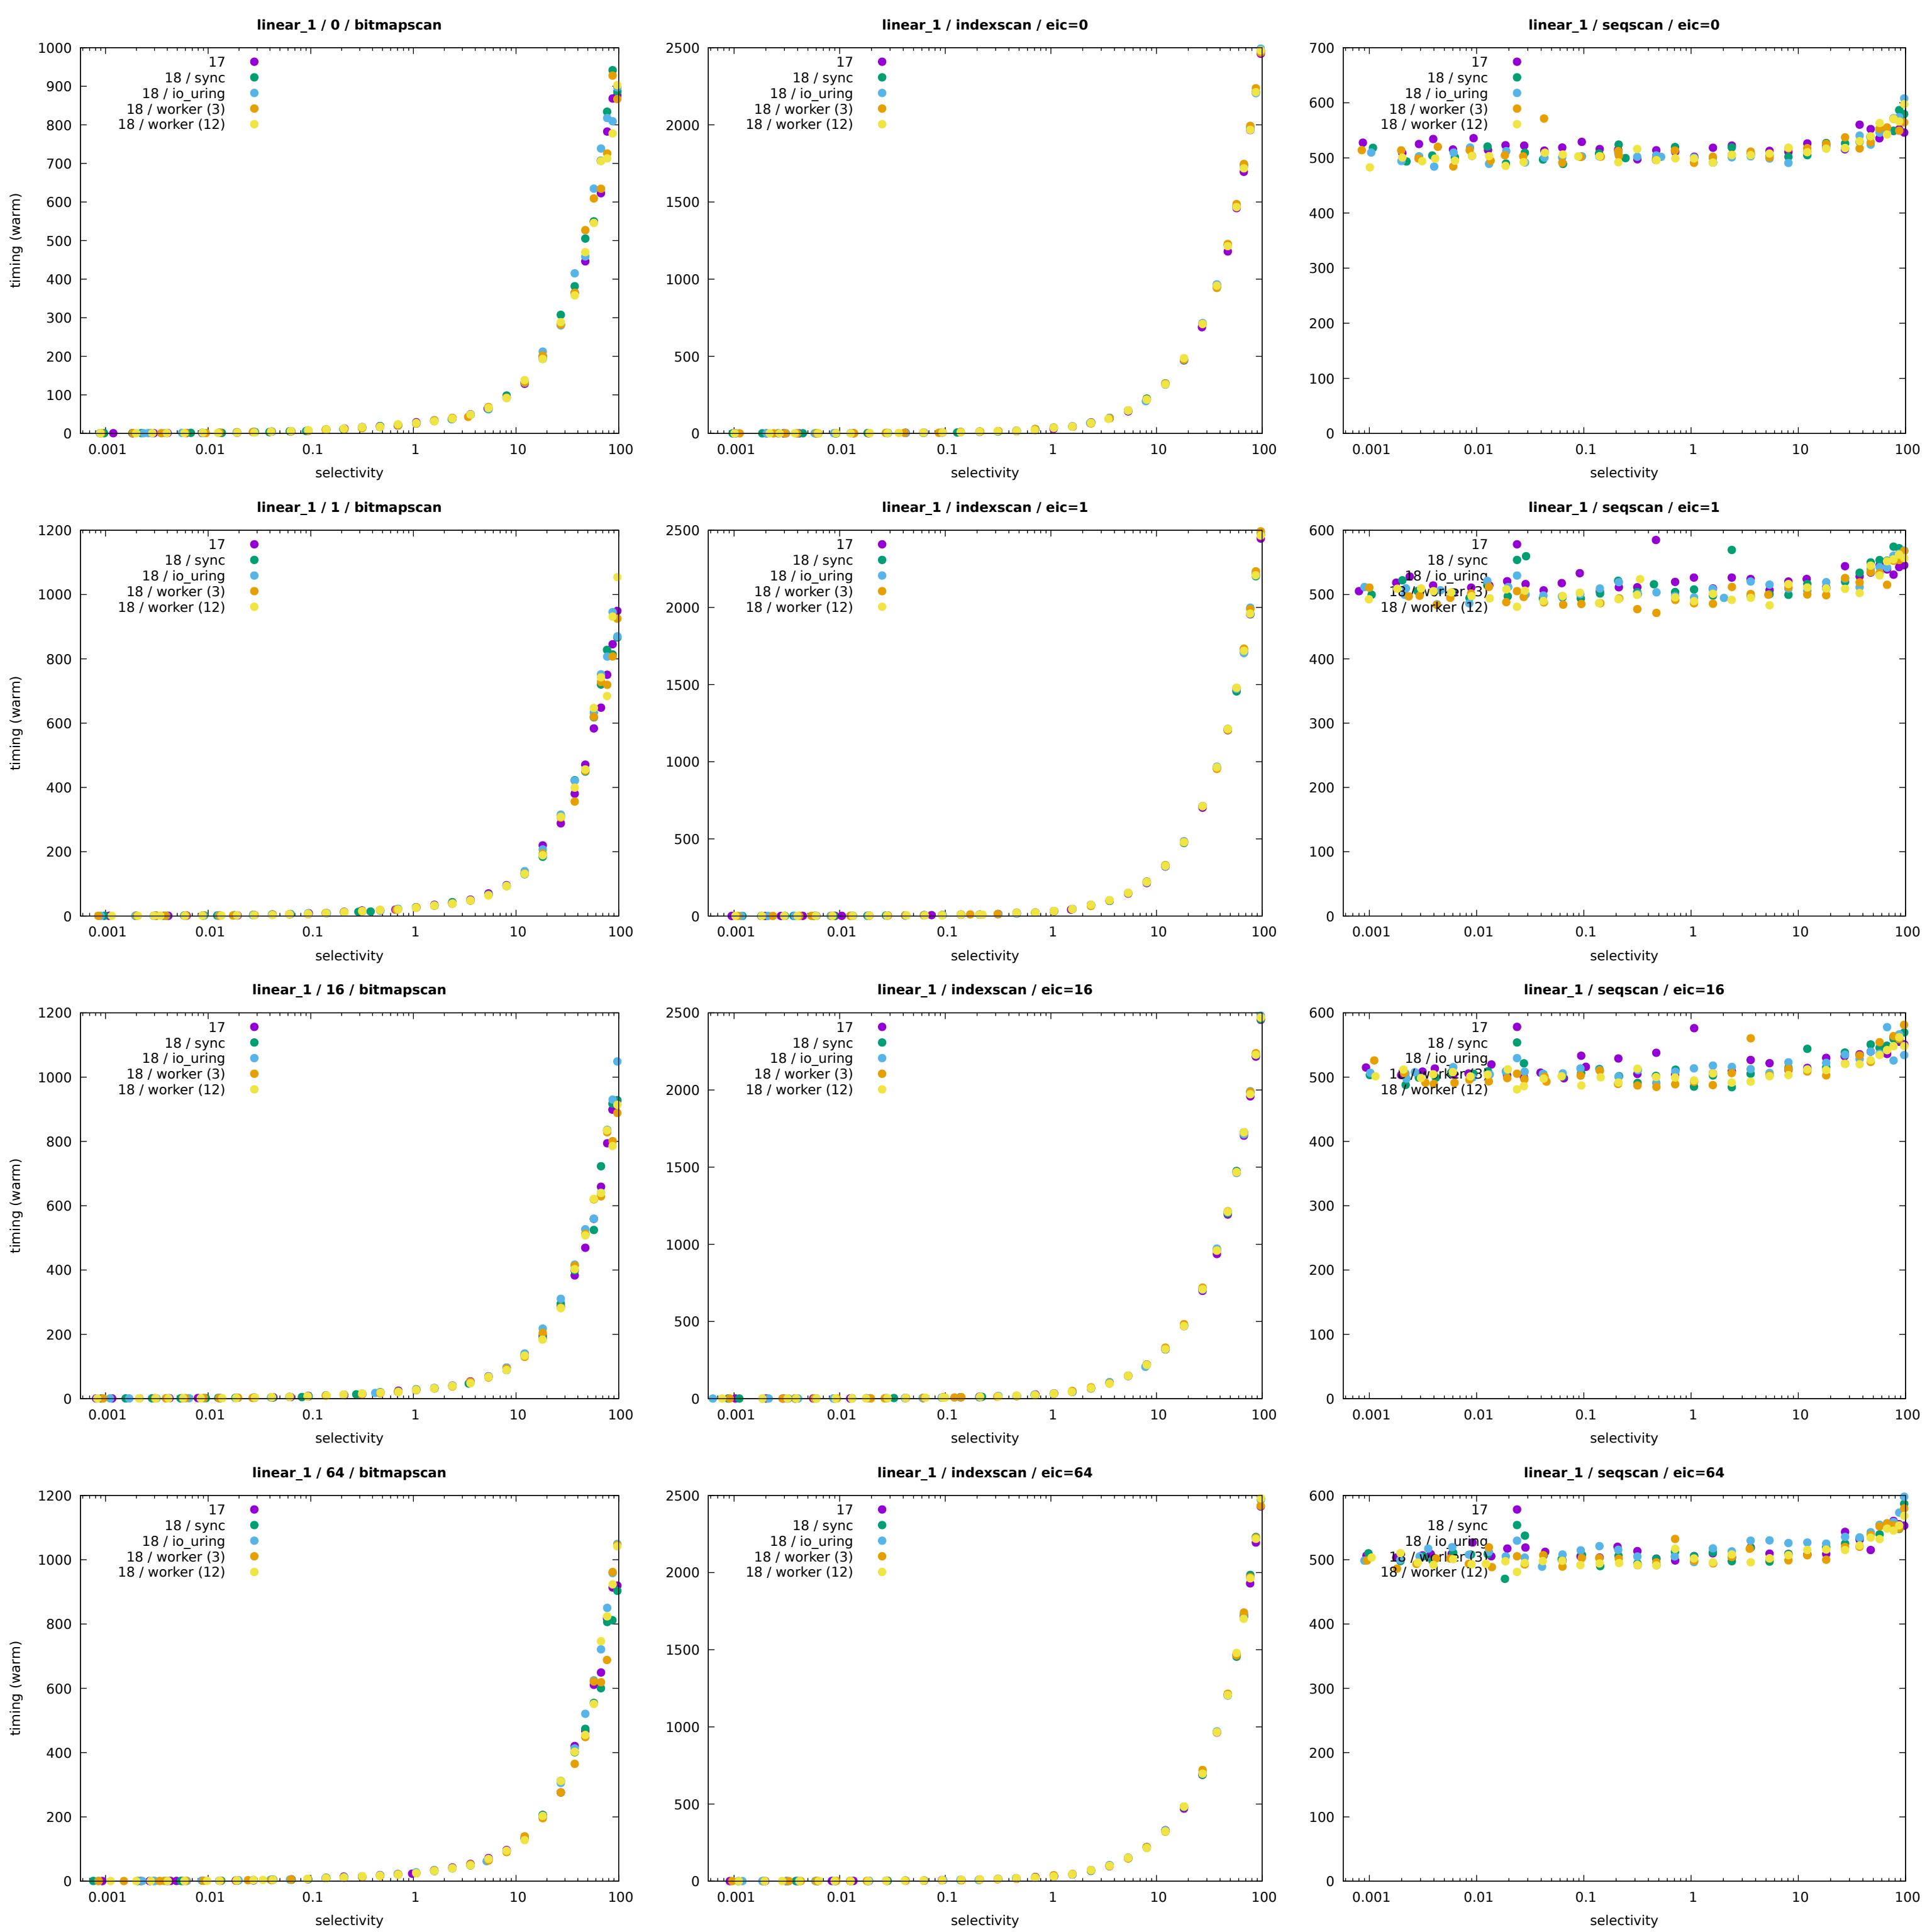 linear_1 / 0 / bitmapscan
timing (warm)
1000
900
800
700
600
500
400
300
200
100
0
17
18 / sync
18 / io_uring
18 / worker (3)
18 / worker (12)
0.001 0.01 0.1 1 10 100
selectivity
linear_1 / indexscan / eic=0
2500
2000
1500
1000
500
0
17
18 / sync
18 / io_uring
18 / worker (3)
18 / worker (12)
0.001 0.01 0.1 1 10 100
selectivity
linear_1 / seqscan / eic=0
700
600
500
400
300
200
100
0
17
18 / sync
18 / io_uring
18 / worker (3)
18 / worker (12)
0.001 0.01 0.1 1 10 100
selectivity
linear_1 / 1 / bitmapscan
timing (warm)
1200
1000
800
600
400
200
0
17
18 / sync
18 / io_uring
18 / worker (3)
18 / worker (12)
0.001 0.01 0.1 1 10 100
selectivity
linear_1 / indexscan / eic=1
2500
2000
1500
1000
500
0
17
18 / sync
18 / io_uring
18 / worker (3)
18 / worker (12)
0.001 0.01 0.1 1 10 100
selectivity
linear_1 / seqscan / eic=1
600
500
400
300
200
100
0
17
18 / sync
18 / io_uring
18 / worker (3)
18 / worker (12)
0.001 0.01 0.1 1 10 100
selectivity
linear_1 / 16 / bitmapscan
timing (warm)
1200
1000
800
600
400
200
0
17
18 / sync
18 / io_uring
18 / worker (3)
18 / worker (12)
0.001 0.01 0.1 1 10 100
selectivity
linear_1 / indexscan / eic=16
2500
2000
1500
1000
500
0
17
18 / sync
18 / io_uring
18 / worker (3)
18 / worker (12)
0.001 0.01 0.1 1 10 100
selectivity
linear_1 / seqscan / eic=16
600
500
400
300
200
100
0
17
18 / sync
18 / io_uring
18 / worker (3)
18 / worker (12)
0.001 0.01 0.1 1 10 100
selectivity
linear_1 / 64 / bitmapscan
timing (warm)
1200
1000
800
600
400
200
0
17
18 / sync
18 / io_uring
18 / worker (3)
18 / worker (12)
0.001 0.01 0.1 1 10 100
selectivity
linear_1 / indexscan / eic=64
2500
2000
1500
1000
500
0
17
18 / sync
18 / io_uring
18 / worker (3)
18 / worker (12)
0.001 0.01 0.1 1 10 100
selectivity
linear_1 / seqscan / eic=64
600
500
400
300
200
100
0
17
18 / sync
18 / io_uring
18 / worker (3)
18 / worker (12)
0.001 0.01 0.1 1 10 100
selectivity